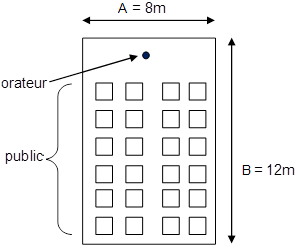 A = 8m
orateur
public
B = 12m